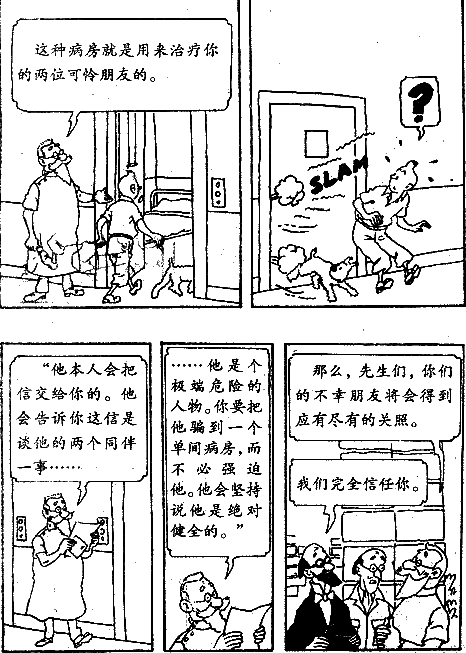 这种病房就是用来治疗你
的两位可怜朋友的。
?
SLAM
“他本人会把
信交给你的。他
会告诉你这信是
谈他的两个同伴
一事……
……他是个
极端危险的
人物。你要把
他骗到一个
单间病房,而
不必强迫
他。他会坚持
说他是绝对
健全的。”
那么,先生们,你们
的不幸朋友将会得到
应有尽有的关照。
我们完全信任你。